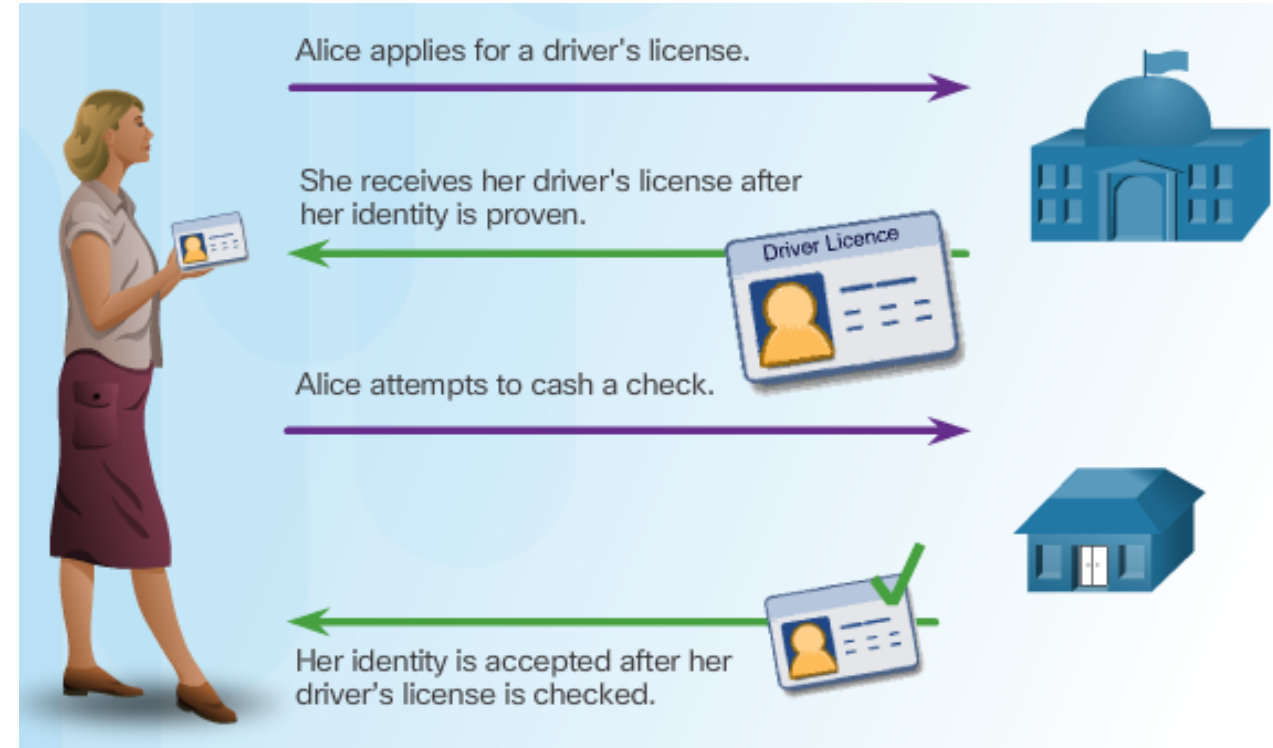 Alice applies for a driver's license.
She receives her driver's license after
her identity is proven.
Driver Licence
Alice attempts to cash a check.
Her identity is accepted after her
driver's license is checked.